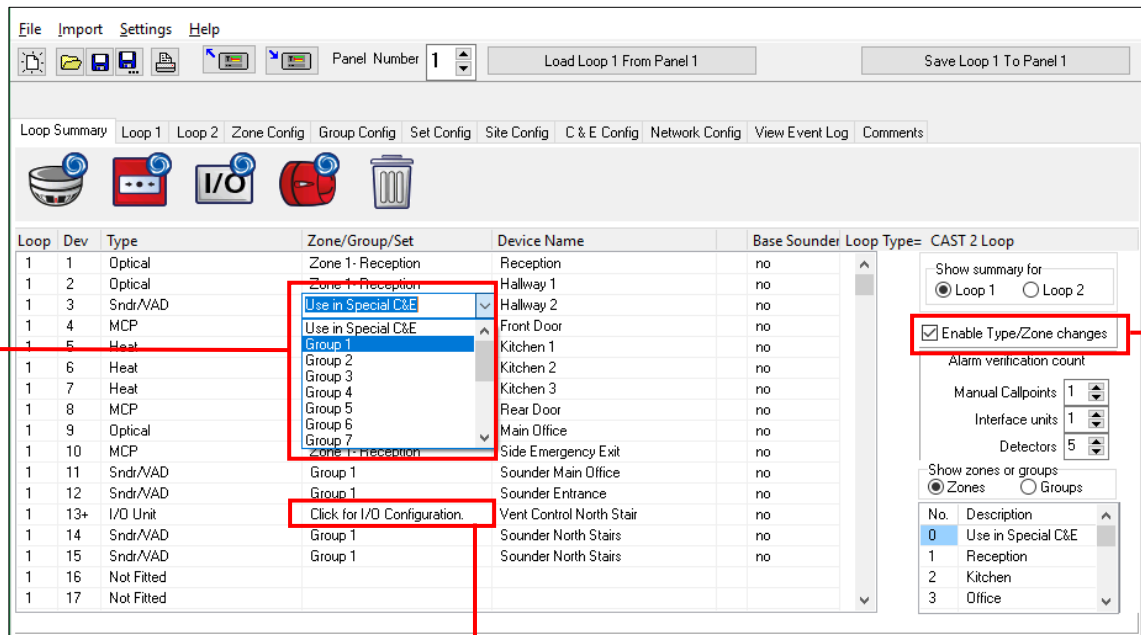 File Import Settings Help
Panel Number 1 Load Loop 1 From Panel 1 Save Loop 1 To Panel 1
Loop Summary Loop 1 Loop 2 Zone Config Group Config Set Config Site Config C & E Config Network Config View Event Log Comments
I/O
Loop Dev Type Zone/Group/Set Device Name Base Sounder Loop Type= CAST 2 Loop
1 1 Optical Zone 1- Reception Reception no
1 2 Optical Zone 1- Reception Hallway 1 no
1 3 Sndr/VAD Use in Special C&E Hallway 2 no
1 4 MCP Front Door no
1 5 Heat Kitchen 1 no
1 6 Heat Kitchen 2 no
1 7 Heat Kitchen 3 no
1 8 MCP Rear Door no
1 9 Optical Main Office no
1 10 MCP Zone 1- Reception Side Emergency Exit no
1 11 Sndr/VAD Group 1 Sounder Main Office no
1 12 Sndr/VAD Group 1 Sounder Entrance no
1 13+ I/O Unit Click for I/O Configuration. Vent Control North Stair no
1 14 Sndr/VAD Group 1 Sounder North Stairs no
1 15 Sndr/VAD Group 1 Sounder North Stairs no
1 16 Not Fitted
1 17 Not Fitted
Use in Special C&E
Group 1
Group 2
Group 3
Group 4
Group 5
Group 6
Group 7
Show summary for
Loop 1 Loop 2
Enable Type/Zone changes
Alarm verification count
Manual Callpoints 1
Interface units 1
Detectors 5
Show zones or groups
Zones Groups
No. Description
0 Use in Special C&E
1 Reception
2 Kitchen
3 Office